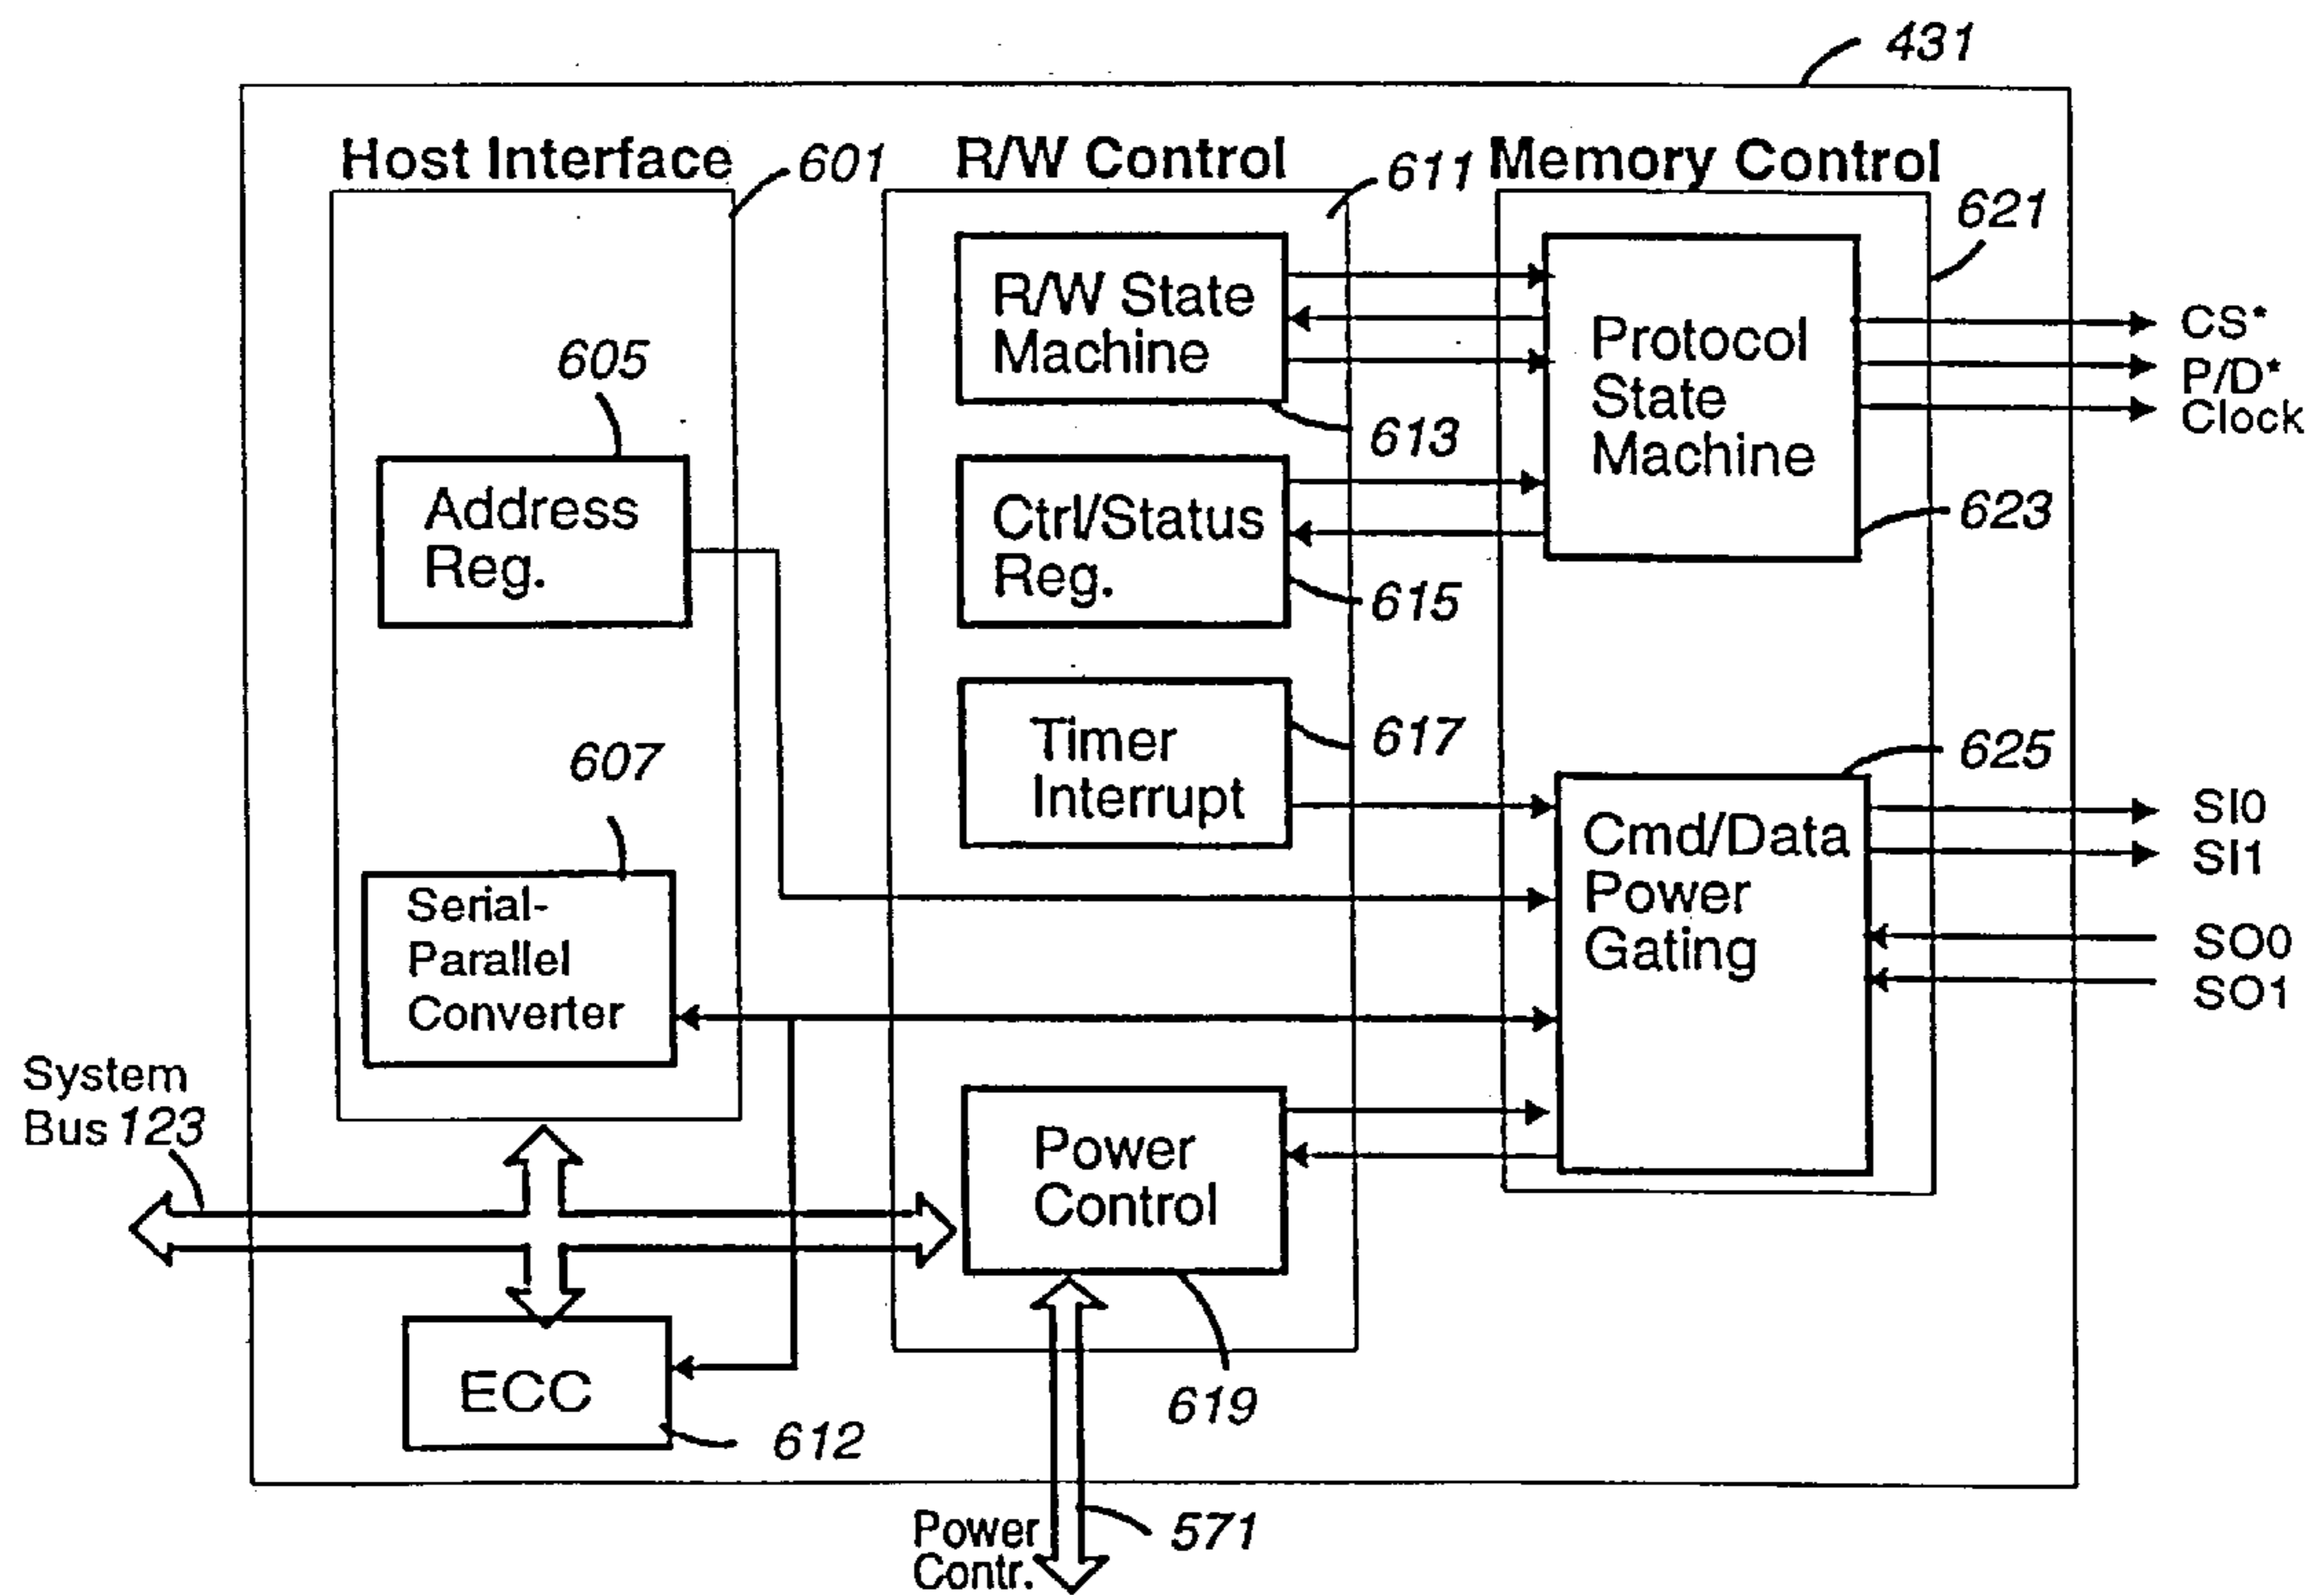 431
Host Interface
601
R/W Control
611
Memory Control
621
R/W State
Machine
613
Protocol
State
Machine
623
CS*
P/D*
Clock
605
Address
Reg.
Ctrl/Status
Reg.
615
Timer
Interrupt
617
625
607
Serial-
Parallel
Converter
Cmd/Data
Power
Gating
SI0
SI1
SO0
SO1
System
Bus 123
Power
Control
619
ECC
612
Power
Contr.
571